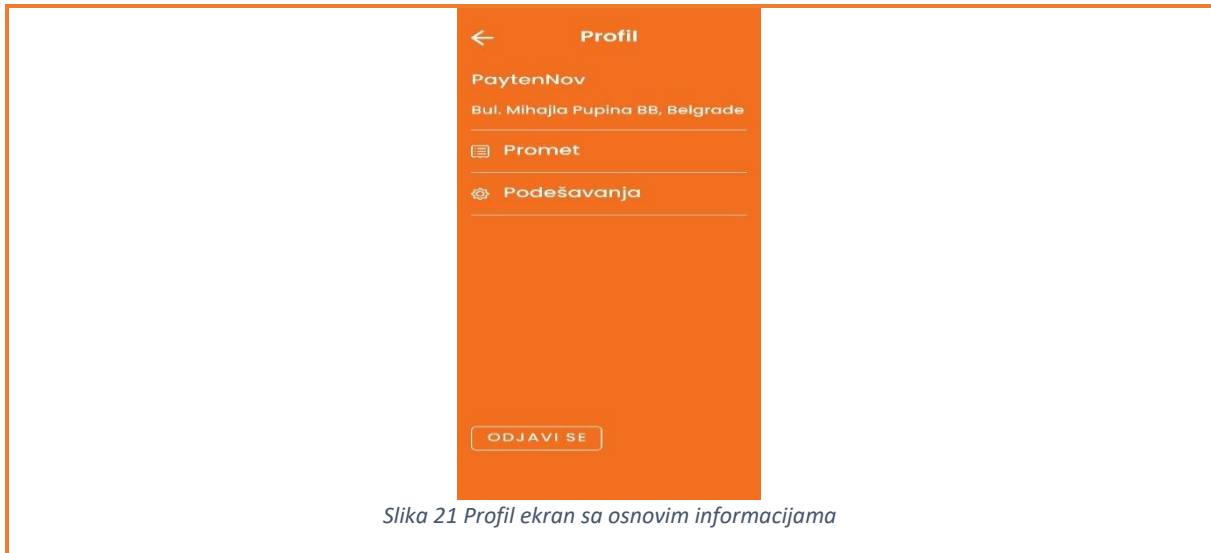 Profil
PaytenNov
Bul. Mihajla Pupina BB, Belgrade
Promet
Podešavanja
ODJAVI SE
Slika 21 Profil ekran sa osnovim informacijama